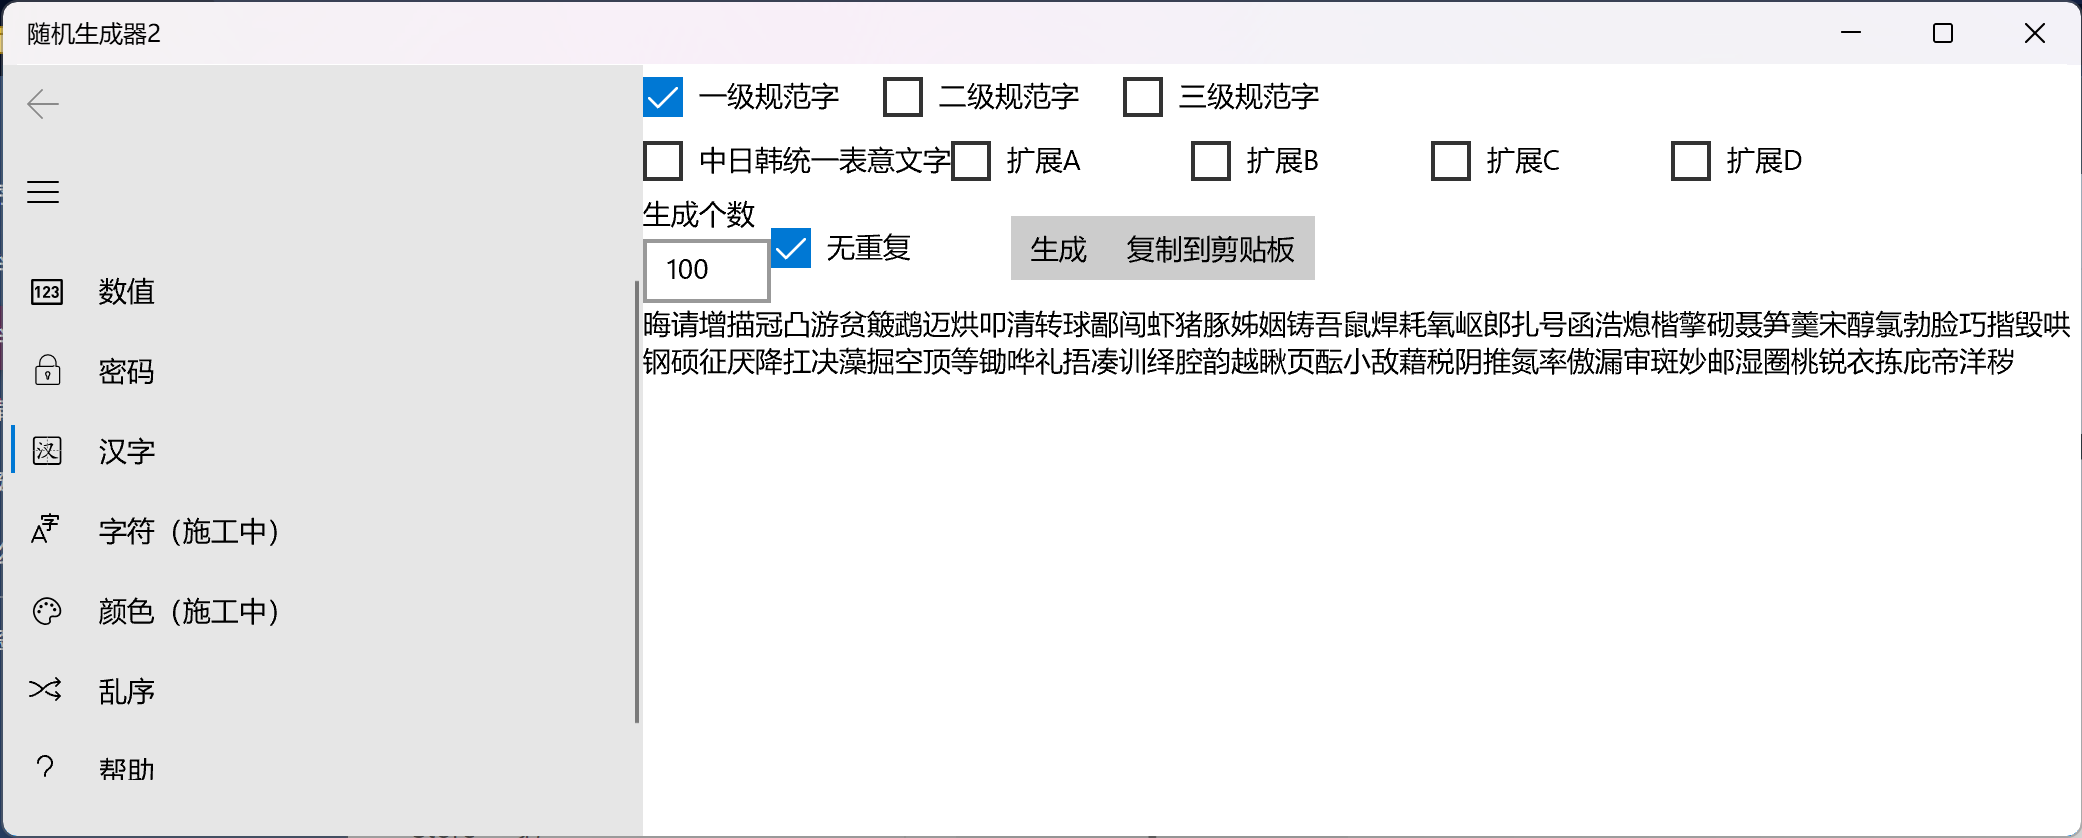 随机生成器2
一级规范字 二级规范字 三级规范字
中日韩统一表意文字 扩展A 扩展B 扩展C 扩展D
生成个数
100 无重复 生成 复制到剪贴板
晦请增描冠凸游贫簸鹉迈烘叩清转球鄙闯虾猪豚姊姻铸吾鼠焊耗氧岖郎扎号函浩熄楷擎砌聂笋羹宋醇氯勃脸巧揩毁哄
钢硕征厌降扛决藻掘空顶等锄哗礼捂凑训绎腔韵越瞅页酝小敌藉税阴推氮率傲漏审斑妙邮湿圈桃锐衣拣庇帝洋秽
123 数值
密码
汉 汉字
A字 字符（施工中）
颜色（施工中）
乱序
? 帮助